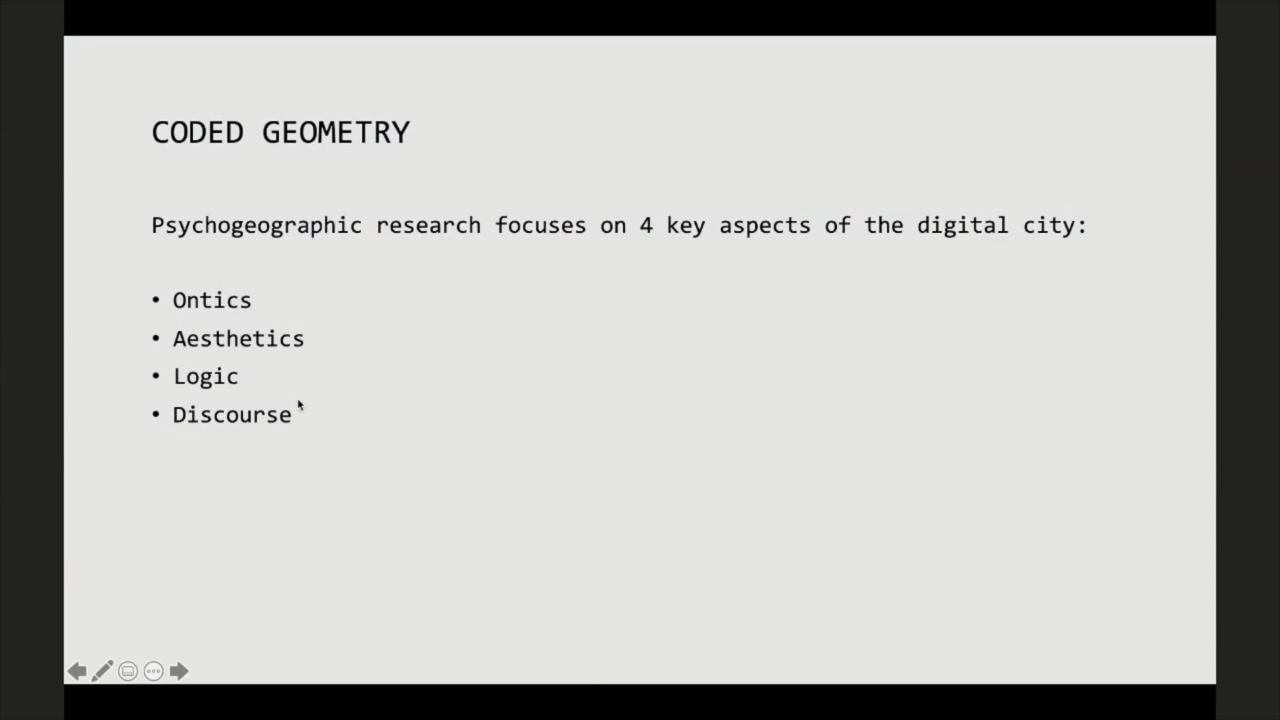 CODED GEOMETRY
Psychogeographic research focuses on 4 key aspects of the digital city:
• Ontics
• Aesthetics
• Logic
• Discourse